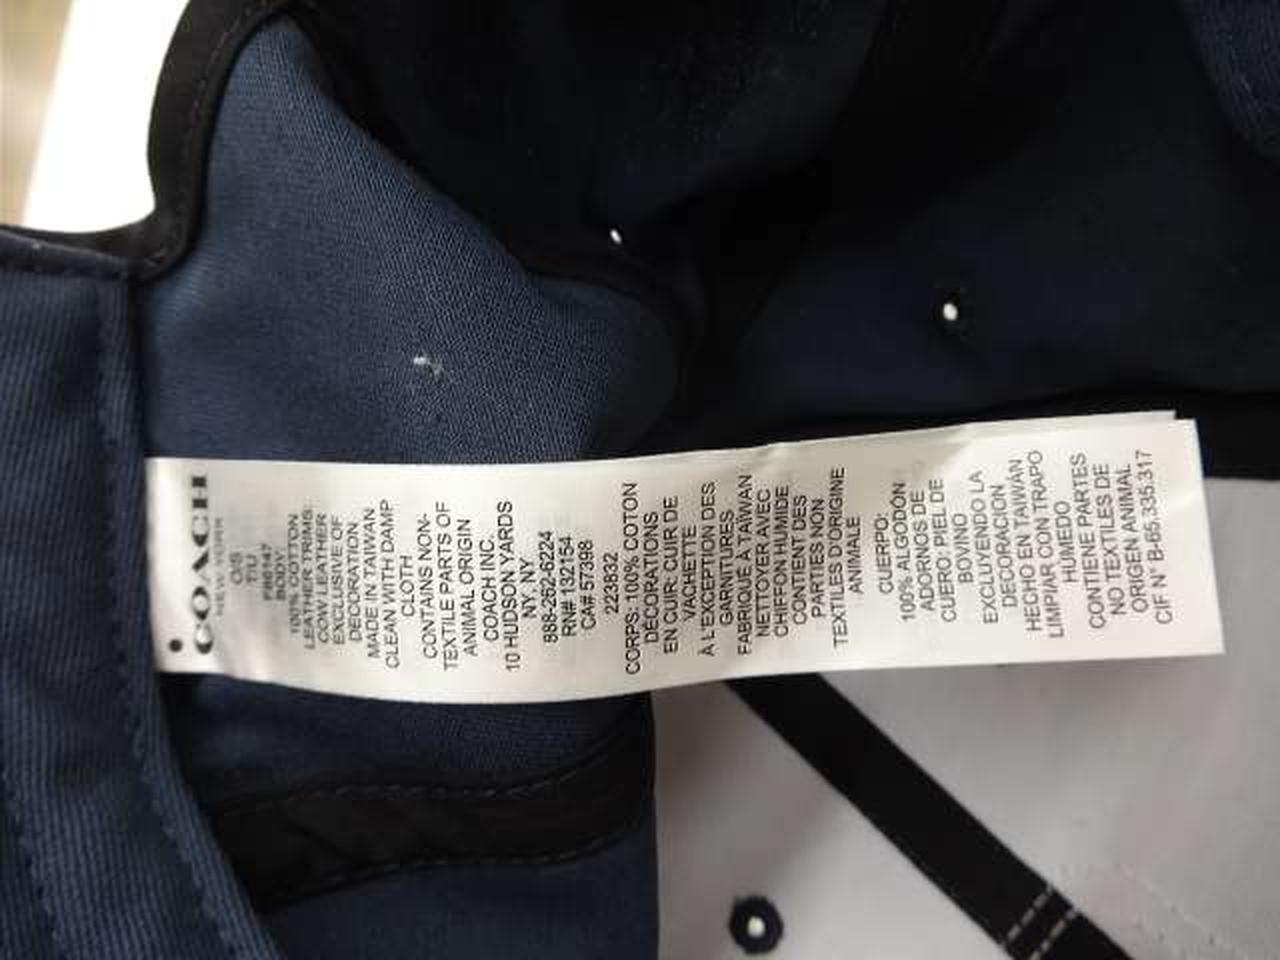 COACH
NEW YORK
O/S
T/U
BODY:
100% COTTON
LEATHER TRIMS:
COW LEATHER
EXCLUSIVE OF
DECORATION
MADE IN TAIWAN
CLEAN WITH DAMP
CLOTH
CONTAINS NON-
TEXTILE PARTS OF
ANIMAL ORIGIN
COACH INC.
10 HUDSON YARDS
NY, NY
888-262-6224
RN# 132154
CA# 57398
223832
CORPS: 100% COTON
DÉCORATIONS
EN CUIR: CUIR DE
VACHETTE
À L'EXCEPTION DES
GARNITURES
FABRIQUÉ À TAÏWAN
NETTOYER AVEC
CHIFFON HUMIDE
CONTIENT DES
PARTIES NON
TEXTILES D'ORIGINE
ANIMALE
CUERPO:
100% ALGODÓN
ADORNOS DE
CUERO: PIEL DE
BOVINO
EXCLUYENDO LA
DECORACION
HECHO EN TAIWÁN
LIMPIAR CON TRAPO
HUMEDO
CONTIENE PARTES
NO TEXTILES DE
ORIGEN ANIMAL
CIF N° B-65.335.317